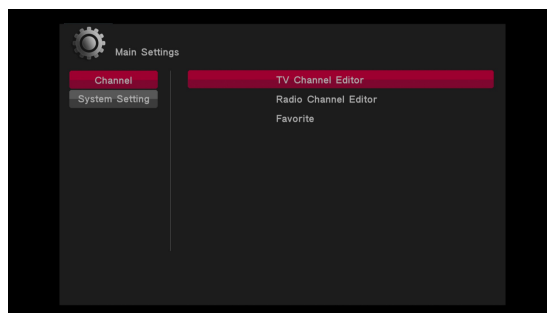 Main Settings
Channel
System Setting
TV Channel Editor
Radio Channel Editor
Favorite